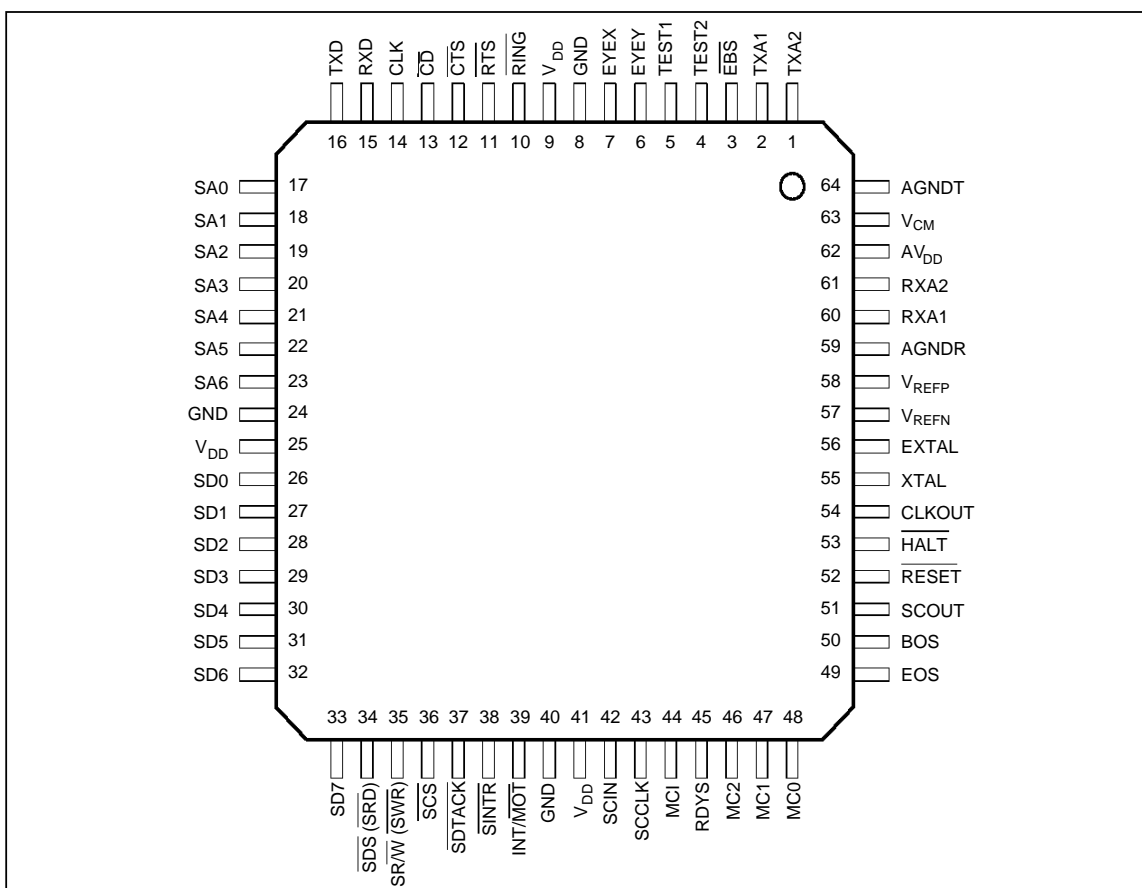 TXD RXD CLK CD CTS RTS RING VDD GND EYEX EYEY TEST1 TEST2 EBS TXA1 TXA2
16 15 14 13 12 11 10 9 8 7 6 5 4 3 2 1
SA0 17 64 AGNDT
SA1 18 63 VCM
SA2 19 62 AVDD
SA3 20 61 RXA2
SA4 21 60 RXA1
SA5 22 59 AGNDR
SA6 23 58 VREFP
GND 24 57 VREFN
VDD 25 56 EXTAL
SD0 26 55 XTAL
SD1 27 54 CLKOUT
SD2 28 53 HALT
SD3 29 52 RESET
SD4 30 51 SCOUT
SD5 31 50 BOS
SD6 32 49 EOS
33 34 35 36 37 38 39 40 41 42 43 44 45 46 47 48
SD7 SDS (SRD) SR/W (SWR) SCS SDTACK SINTR INT/MOT GND VDD SCIN SCCLK MCI RDYS MC2 MC1 MC0